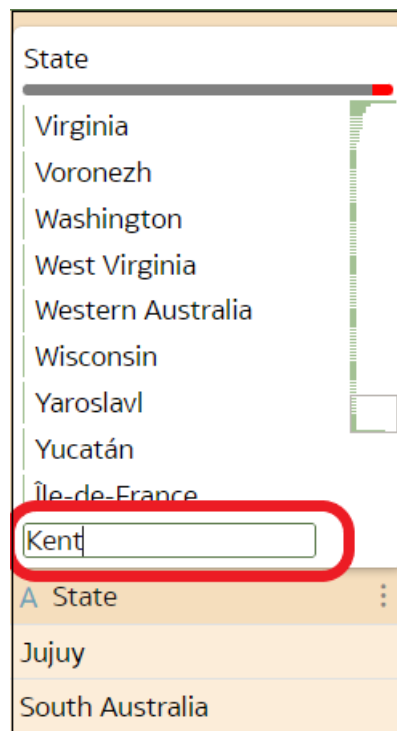 State
Virginia
Voronezh
Washington
West Virginia
Western Australia
Wisconsin
Yaroslavl
Yucatán
Île-de-France
Kent
A State
Jujuy
South Australia